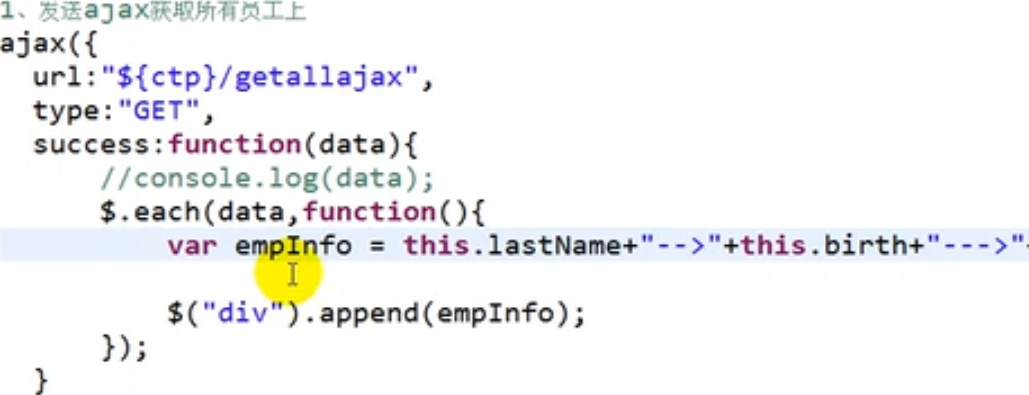 1、发送ajax获取所有员工上
ajax({
url:"${ctp}/getallajax",
type:"GET",
success:function(data){
//console.log(data);
$.each(data,function(){
var empInfo = this.lastName+"-->"+this.birth+"--->"
$("div").append(empInfo);
});
}